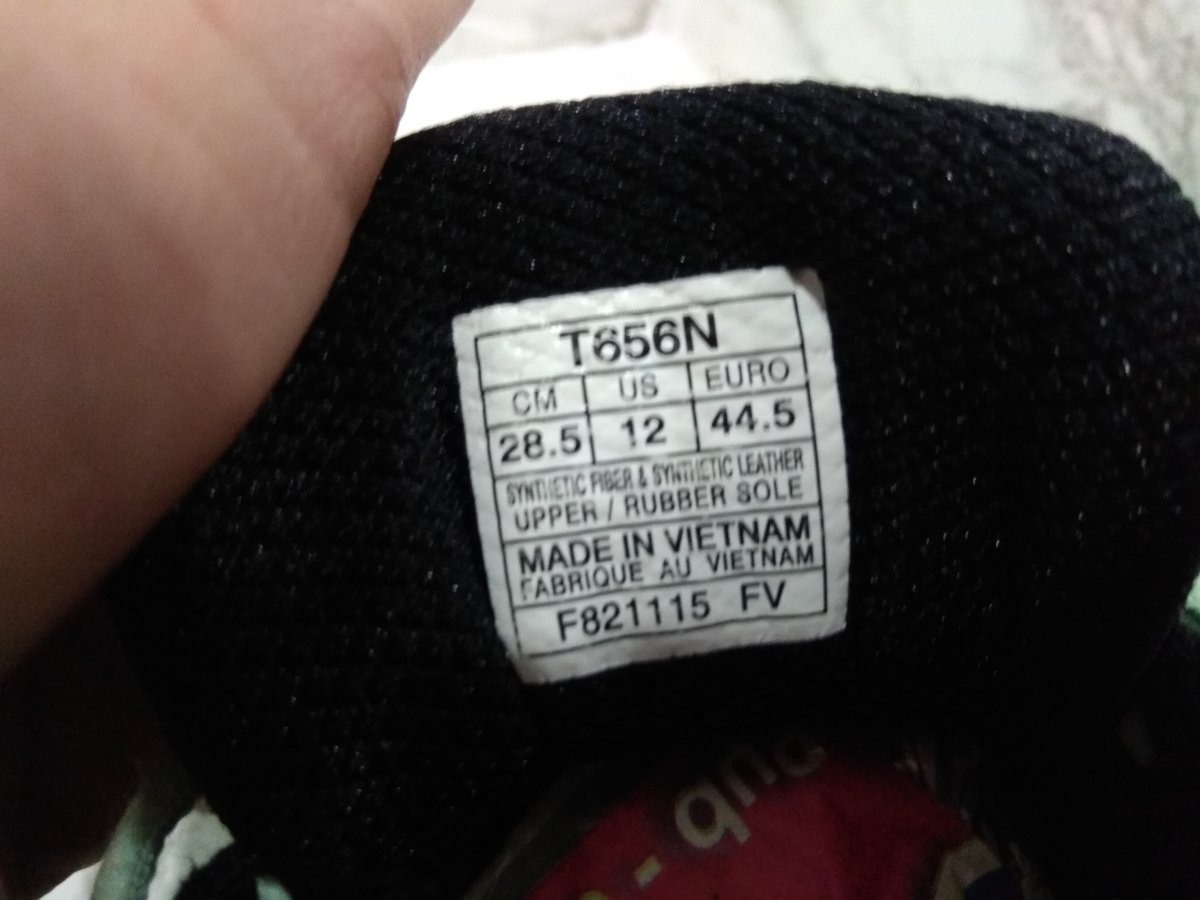 T656N
CM US EURO
28.5 12 44.5
SYNTHETIC FIBER & SYNTHETIC LEATHER
UPPER / RUBBER SOLE
MADE IN VIETNAM
FABRIQUE AU VIETNAM
F821115 FV